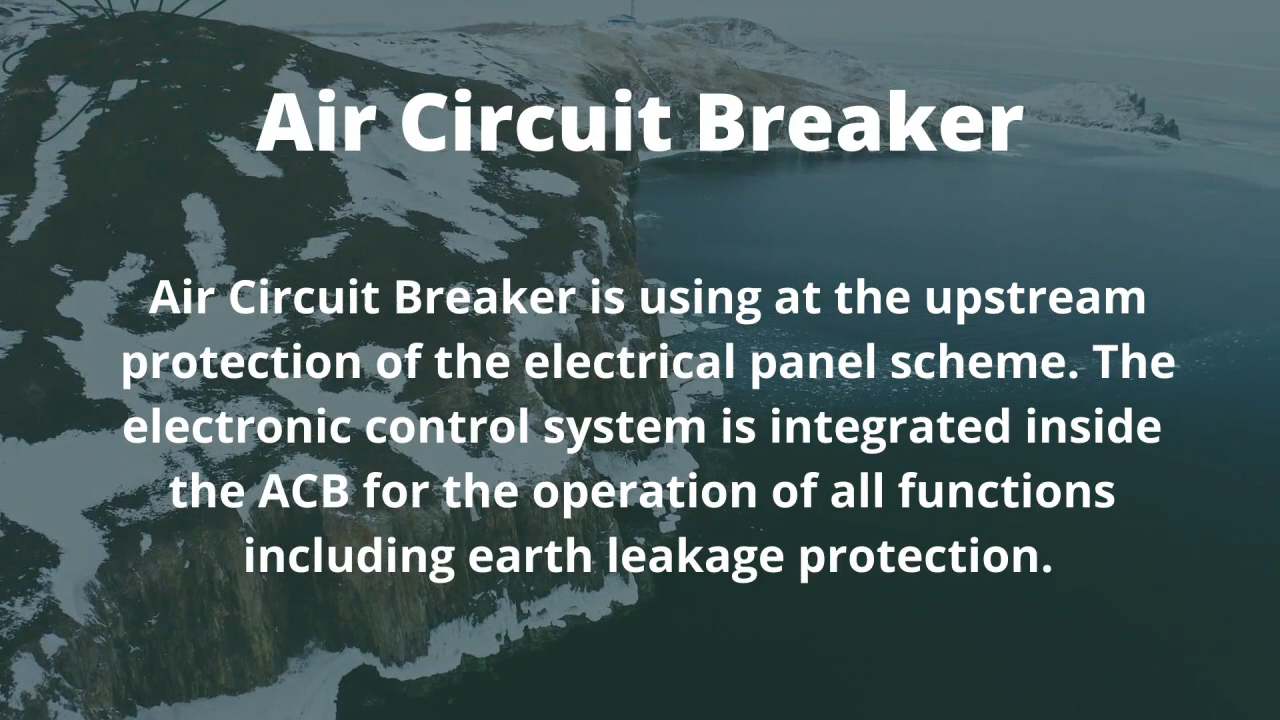 Air Circuit Breaker
Air Circuit Breaker is using at the upstream
protection of the electrical panel scheme. The
electronic control system is integrated inside
the ACB for the operation of all functions
including earth leakage protection.